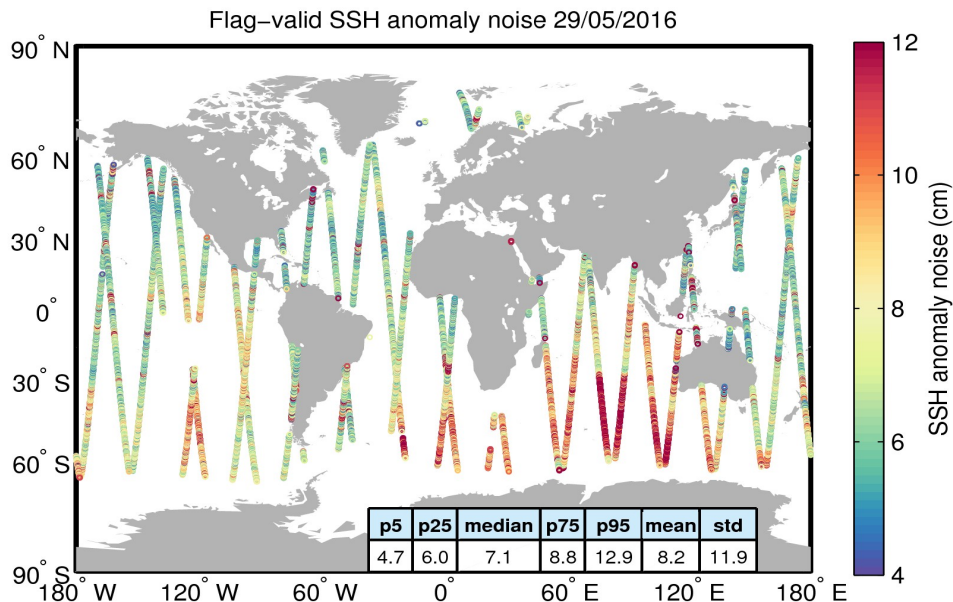 Flag−valid SSH anomaly noise 29/05/2016
90° N
60° N
30° N
0°
30° S
60° S
90° S
180° W
120° W
60° W
0°
60° E
120° E
180° E
p5 p25 median p75 p95 mean std
4.7 6.0 7.1 8.8 12.9 8.2 11.9
12
10
8
6
4
SSH anomaly noise (cm)